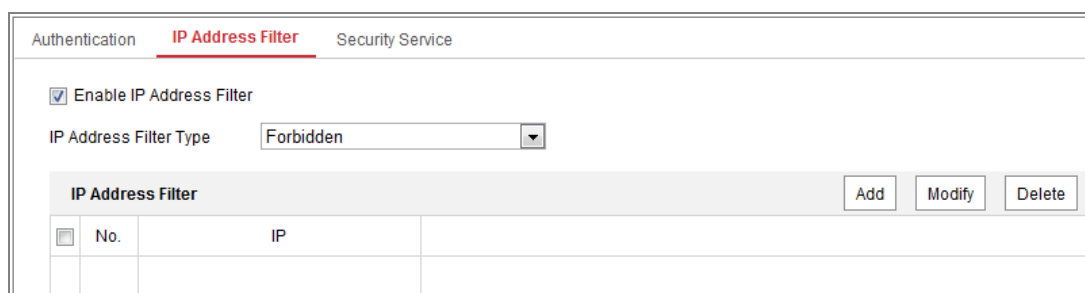 Authentication IP Address Filter Security Service
Enable IP Address Filter
IP Address Filter Type Forbidden
IP Address Filter Add Modify Delete
No. IP